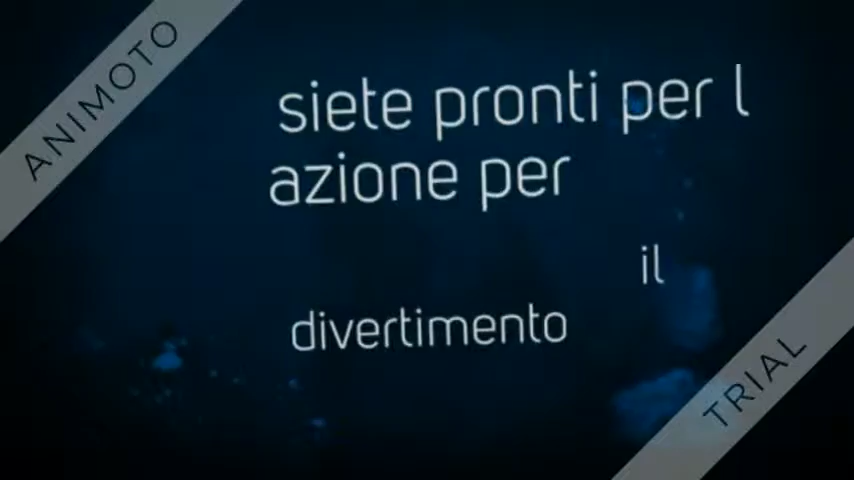 ANIMOTO
siete pronti per l
azione per
il
divertimento
TRIAL